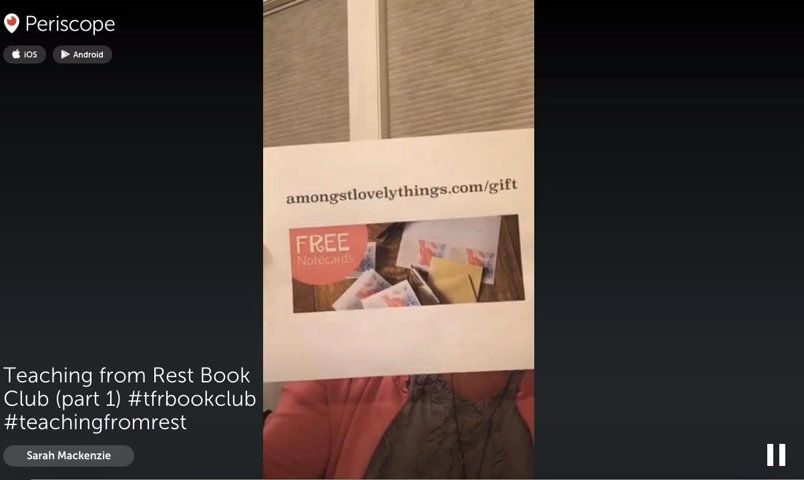 Periscope
iOS
Android
amongstlovelythings.com/gift
FREE
Notecards
Teaching from Rest Book
Club (part 1) #tfrbookclub
#teachingfromrest
Sarah Mackenzie